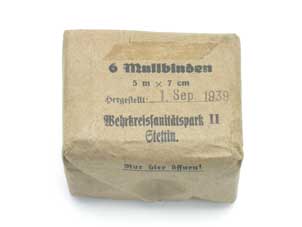 6 Mullbinden
5 m × 7 cm
Hergestellt: 1. Sep 1939
Wehrkreissanitätspark II
Stettin.
Nur hier öffnen!